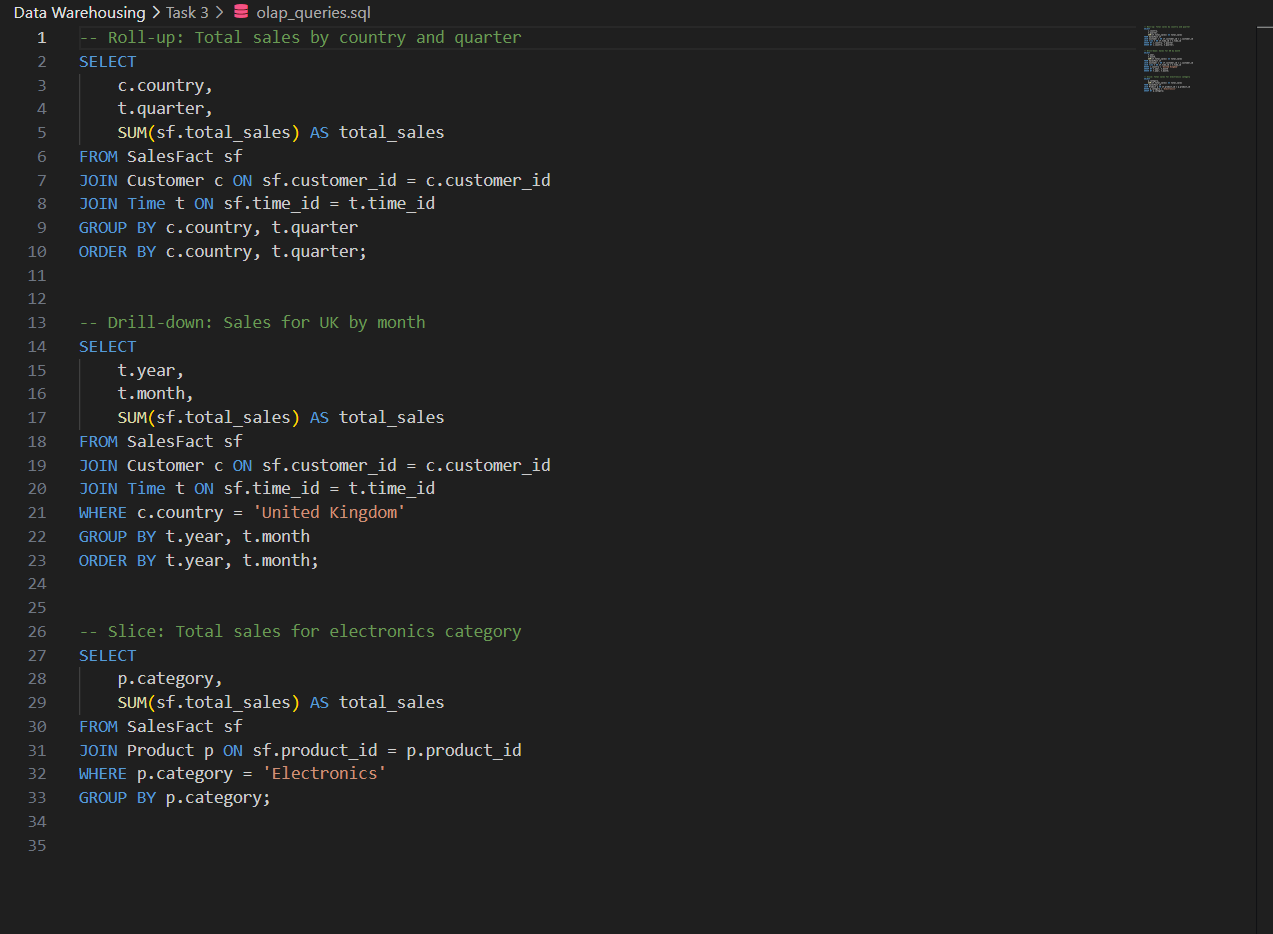 Data Warehousing > Task 3 > olap_queries.sql
1 -- Roll-up: Total sales by country and quarter
2 SELECT
3     c.country,
4     t.quarter,
5     SUM(sf.total_sales) AS total_sales
6 FROM SalesFact sf
7 JOIN Customer c ON sf.customer_id = c.customer_id
8 JOIN Time t ON sf.time_id = t.time_id
9 GROUP BY c.country, t.quarter
10 ORDER BY c.country, t.quarter;
11
12
13 -- Drill-down: Sales for UK by month
14 SELECT
15     t.year,
16     t.month,
17     SUM(sf.total_sales) AS total_sales
18 FROM SalesFact sf
19 JOIN Customer c ON sf.customer_id = c.customer_id
20 JOIN Time t ON sf.time_id = t.time_id
21 WHERE c.country = 'United Kingdom'
22 GROUP BY t.year, t.month
23 ORDER BY t.year, t.month;
24
25
26 -- Slice: Total sales for electronics category
27 SELECT
28     p.category,
29     SUM(sf.total_sales) AS total_sales
30 FROM SalesFact sf
31 JOIN Product p ON sf.product_id = p.product_id
32 WHERE p.category = 'Electronics'
33 GROUP BY p.category;
34
35